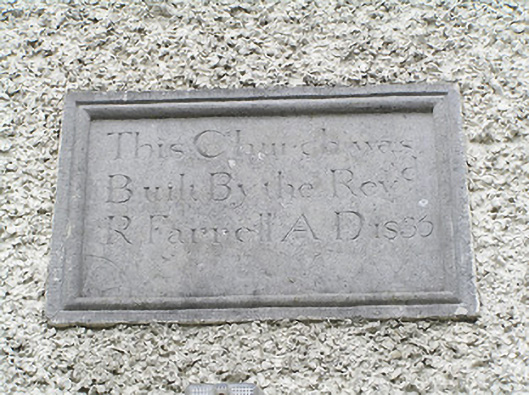 This Church was
Built By the Revd
R Farrell A D 1836